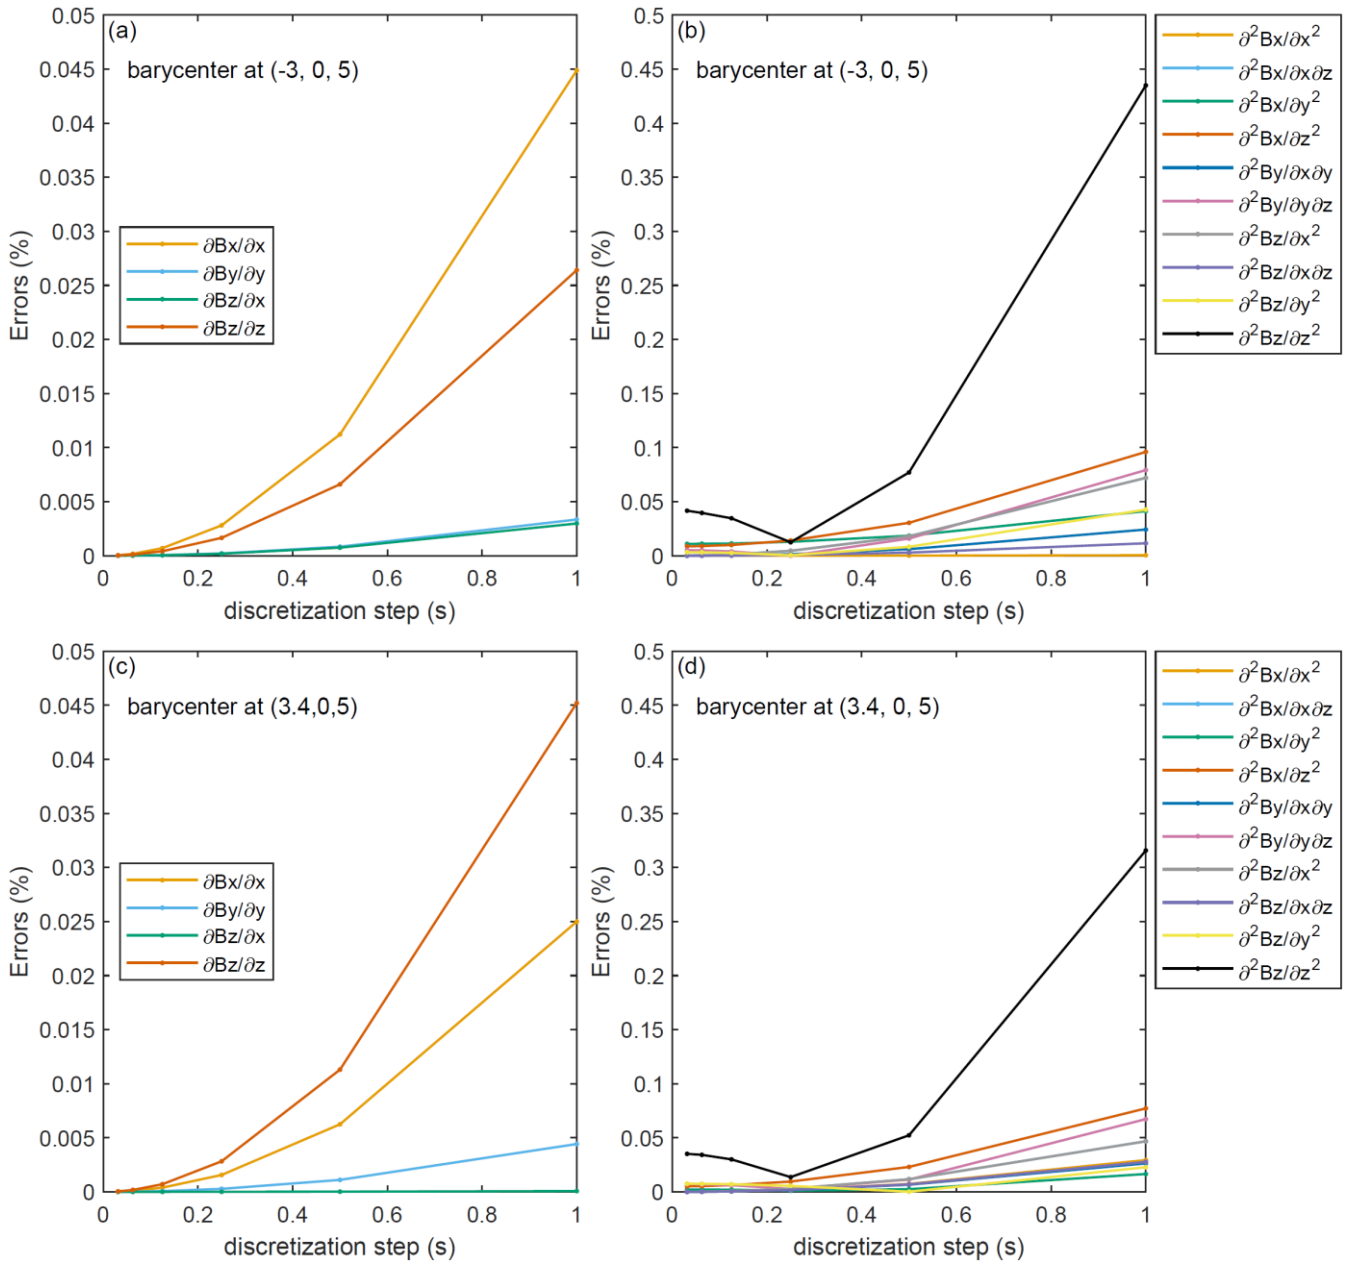 (a)
barycenter at (-3, 0, 5)
0.05
0.045
0.04
0.035
0.03
0.025
0.02
0.015
0.01
0.005
0
Errors (%)
∂Bx/∂x
∂By/∂y
∂Bz/∂x
∂Bz/∂z
0 0.2 0.4 0.6 0.8 1
discretization step (s)
(b)
barycenter at (-3, 0, 5)
0.5
0.45
0.4
0.35
0.3
0.25
0.2
0.15
0.1
0.05
0
Errors (%)
0 0.2 0.4 0.6 0.8 1
discretization step (s)
∂²Bx/∂x²
∂²Bx/∂x∂z
∂²Bx/∂y²
∂²Bx/∂z²
∂²By/∂x∂y
∂²By/∂y∂z
∂²Bz/∂x²
∂²Bz/∂x∂z
∂²Bz/∂y²
∂²Bz/∂z²
(c)
barycenter at (3.4,0,5)
0.05
0.045
0.04
0.035
0.03
0.025
0.02
0.015
0.01
0.005
0
Errors (%)
∂Bx/∂x
∂By/∂y
∂Bz/∂x
∂Bz/∂z
0 0.2 0.4 0.6 0.8 1
discretization step (s)
(d)
barycenter at (3.4, 0, 5)
0.5
0.45
0.4
0.35
0.3
0.25
0.2
0.15
0.1
0.05
0
Errors (%)
0 0.2 0.4 0.6 0.8 1
discretization step (s)
∂²Bx/∂x²
∂²Bx/∂x∂z
∂²Bx/∂y²
∂²Bx/∂z²
∂²By/∂x∂y
∂²By/∂y∂z
∂²Bz/∂x²
∂²Bz/∂x∂z
∂²Bz/∂y²
∂²Bz/∂z²